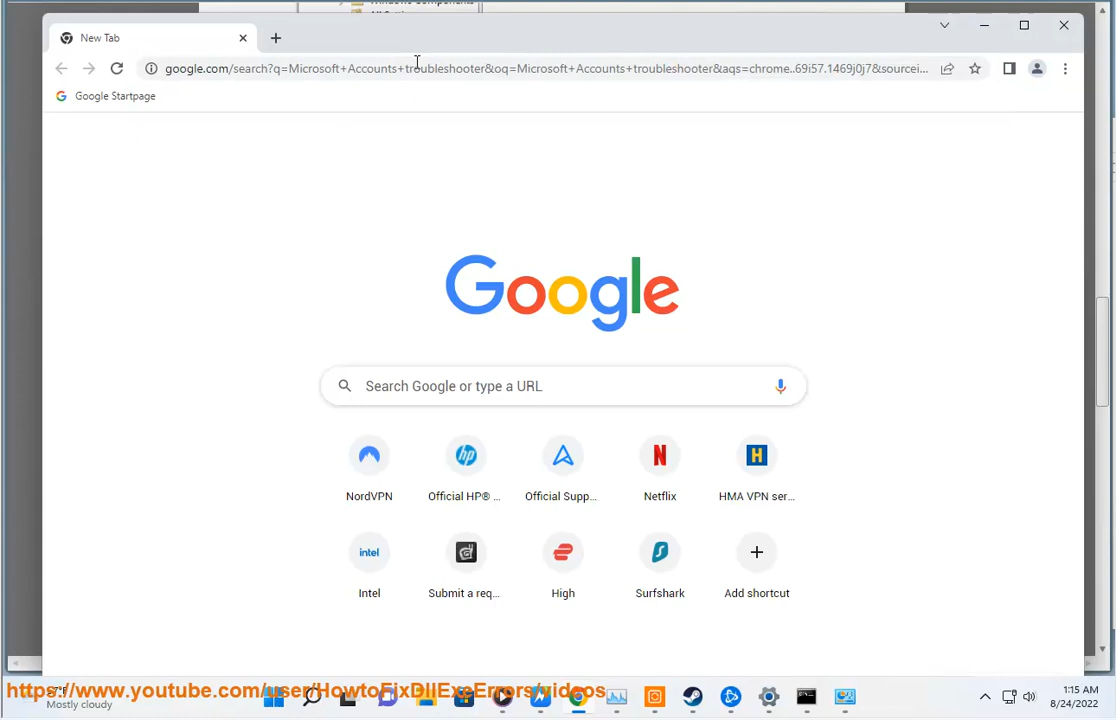 Windows Components
New Tab
google.com/search?q=Microsoft+Accounts+troubleshooter&oq=Microsoft+Accounts+troubleshooter&aqs=chrome..69i57.1469j0j7&sourcei...
Google Startpage
Google
Search Google or type a URL
NordVPN
Official HP® ...
Official Supp...
Netflix
HMA VPN ser...
Intel
Submit a req...
High
Surfshark
Add shortcut
https://www.youtube.com/user/HowtoFixDllExeErrors/videos
Mostly cloudy
1:15 AM
8/24/2022